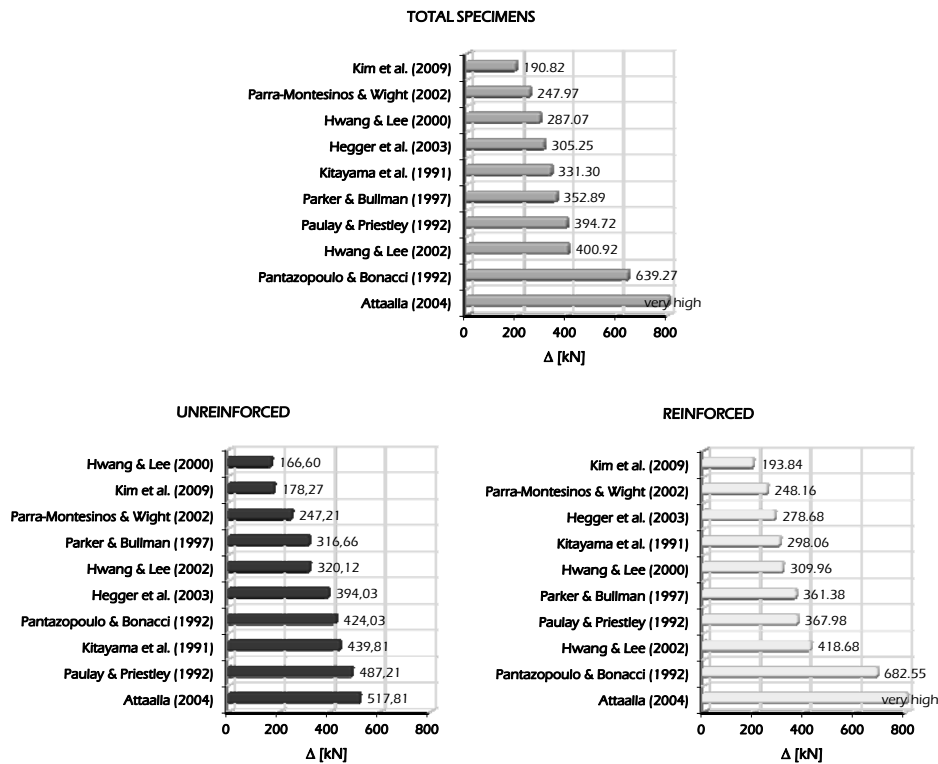 TOTAL SPECIMENS
Kim et al. (2009) 190.82
Parra-Montesinos & Wight (2002) 247.97
Hwang & Lee (2000) 287.07
Hegger et al. (2003) 305.25
Kitayama et al. (1991) 331.30
Parker & Bullman (1997) 352.89
Paulay & Priestley (1992) 394.72
Hwang & Lee (2002) 400.92
Pantazopoulo & Bonacci (1992) 639.27
Attaalla (2004) very high
0 200 400 600 800
Δ [kN]
UNREINFORCED
Hwang & Lee (2000) 166,60
Kim et al. (2009) 178,27
Parra-Montesinos & Wight (2002) 247,21
Parker & Bullman (1997) 316,66
Hwang & Lee (2002) 320,12
Hegger et al. (2003) 394,03
Pantazopoulo & Bonacci (1992) 424,03
Kitayama et al. (1991) 439,81
Paulay & Priestley (1992) 487,21
Attaalla (2004) 517,81
0 200 400 600 800
Δ [kN]
REINFORCED
Kim et al. (2009) 193.84
Parra-Montesinos & Wight (2002) 248.16
Hegger et al. (2003) 278.68
Kitayama et al. (1991) 298.06
Hwang & Lee (2000) 309.96
Parker & Bullman (1997) 361.38
Paulay & Priestley (1992) 367.98
Hwang & Lee (2002) 418.68
Pantazopoulo & Bonacci (1992) 682.55
Attaalla (2004) very high
0 200 400 600 800
Δ [kN]